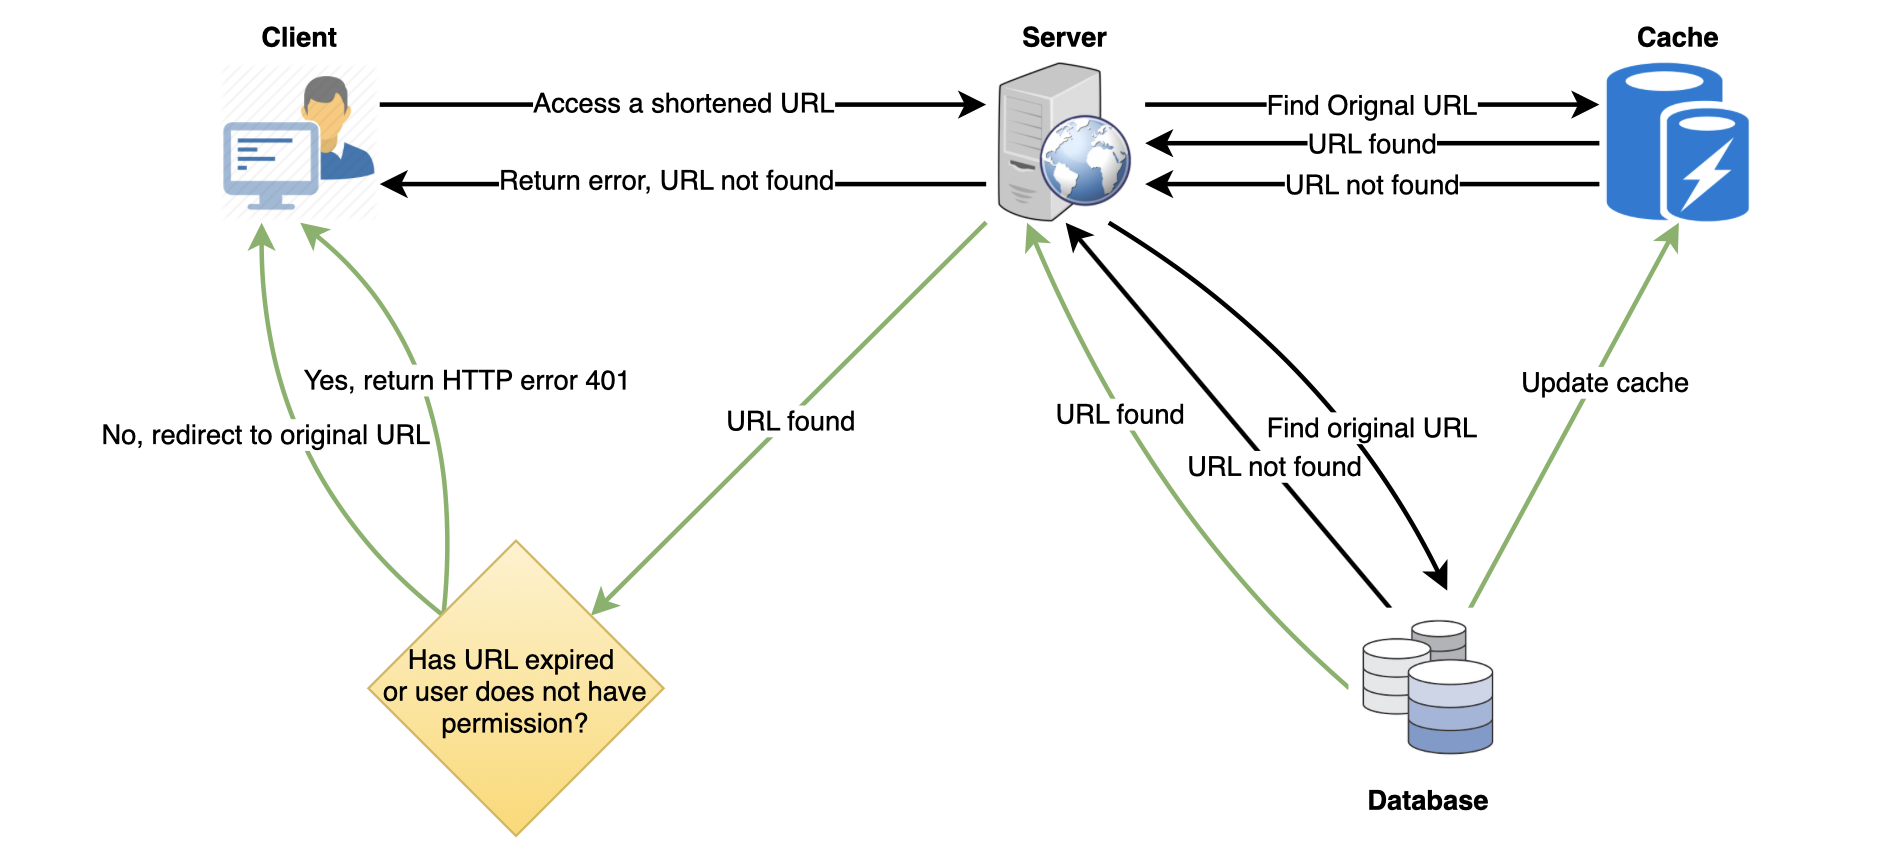 Client
Server
Cache
Access a shortened URL
Find Orignal URL
URL found
Return error, URL not found
URL not found
Yes, return HTTP error 401
Update cache
URL found
URL found
Find original URL
No, redirect to original URL
URL not found
Has URL expired
or user does not have
permission?
Database